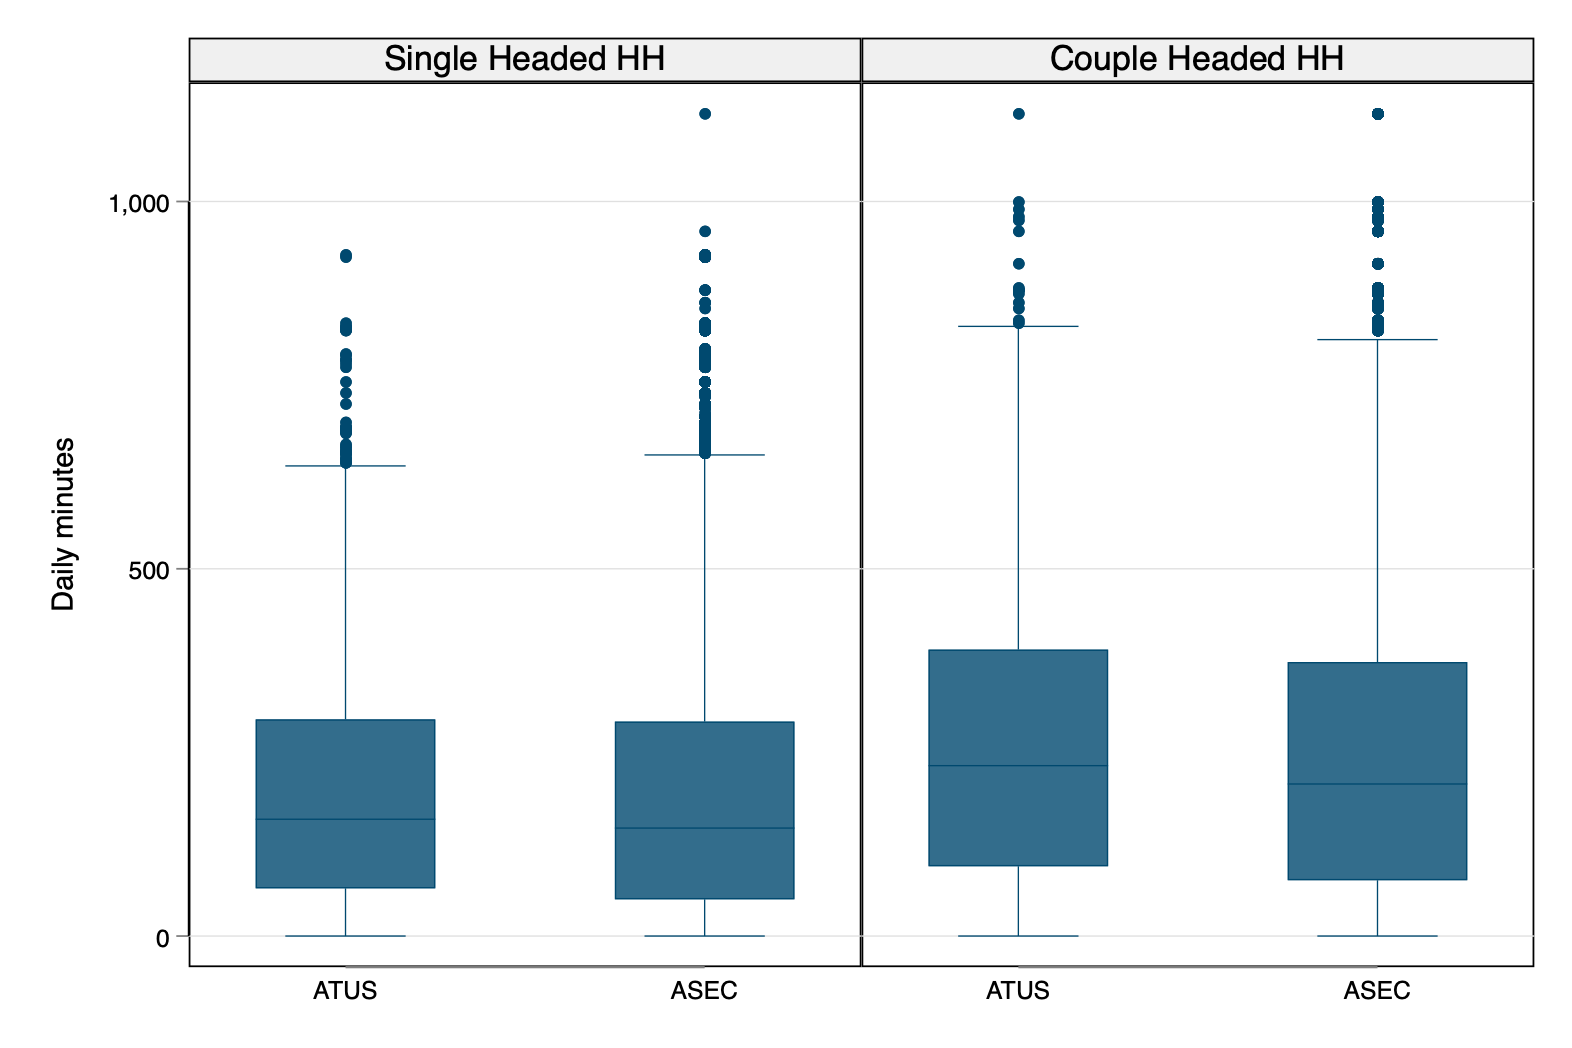 Single Headed HH
Couple Headed HH
Daily minutes
1,000
500
0
ATUS
ASEC
ATUS
ASEC